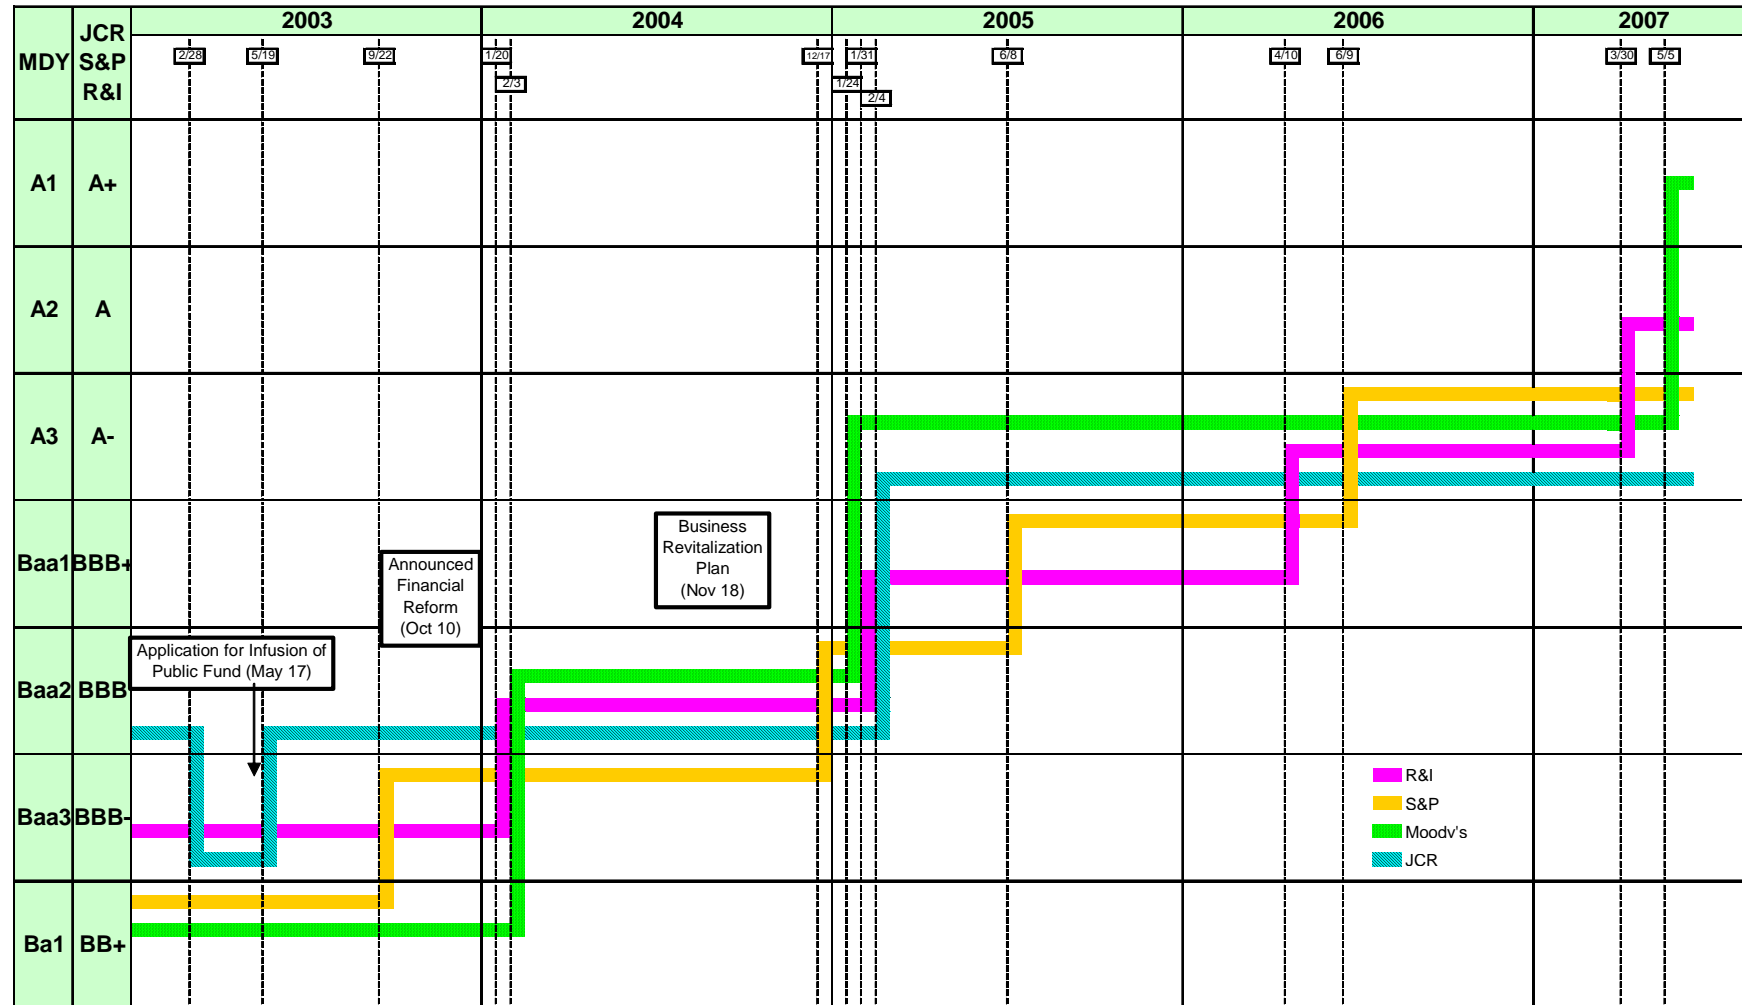 2003
2004
2005
2006
2007
MDY
JCR
S&P
R&I
2/28
5/19
9/22
1/20
2/3
12/17
1/24
1/31
2/4
6/8
4/10
6/9
3/30
5/5
A1 A+
A2 A
A3 A-
Baa1 BBB+
Baa2 BBB
Baa3 BBB-
Ba1 BB+
Application for Infusion of
Public Fund (May 17)
Announced
Financial
Reform
(Oct 10)
Business
Revitalization
Plan
(Nov 18)
R&I
S&P
Moodv's
JCR